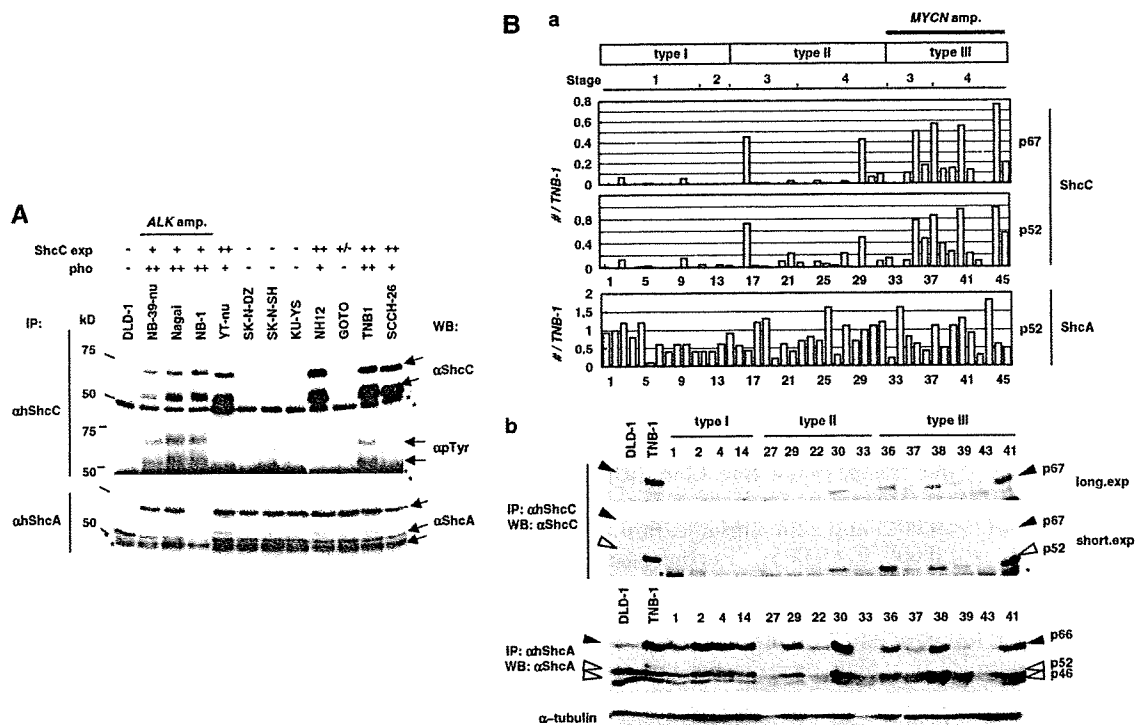 A
ALK amp.
ShcC exp - + + + ++ - - - ++ +/- ++ ++
pho - ++ ++ ++ + - - - + - ++ +
IP:
kD
DLD-1
NB-39-nu
Nagai
NB-1
YT-nu
SK-N-DZ
SK-N-SH
KU-YS
NH12
GOTO
TNB1
SCCH-26
WB:
75
50
αhShcC
αShcC
75
50
αpTyr
αhShcA
50
αShcA
B
a
MYCN amp.
type I type II type III
Stage 1 2 3 4 3 4
0.8
0.6
0.4
0.2
0
p67
# / TNB-1
0.8
0.6
0.4
0.2
0
p52
ShcC
1 5 9 13 17 21 25 29 33 37 41 45
# / TNB-1
2
1.5
1
0.5
0
p52
ShcA
1 5 9 13 17 21 25 29 33 37 41 45
b
DLD-1
TNB-1
type I type II type III
1 2 4 14 27 29 22 30 33 36 37 38 39 43 41
p67
long.exp
IP: αhShcC
WB: αShcC
p67
short.exp
p52
DLD-1
TNB-1
1 2 4 14 27 29 22 30 33 36 37 38 39 43 41
IP: αhShcA
WB: αShcA
p66
p52
p46
α-tubulin